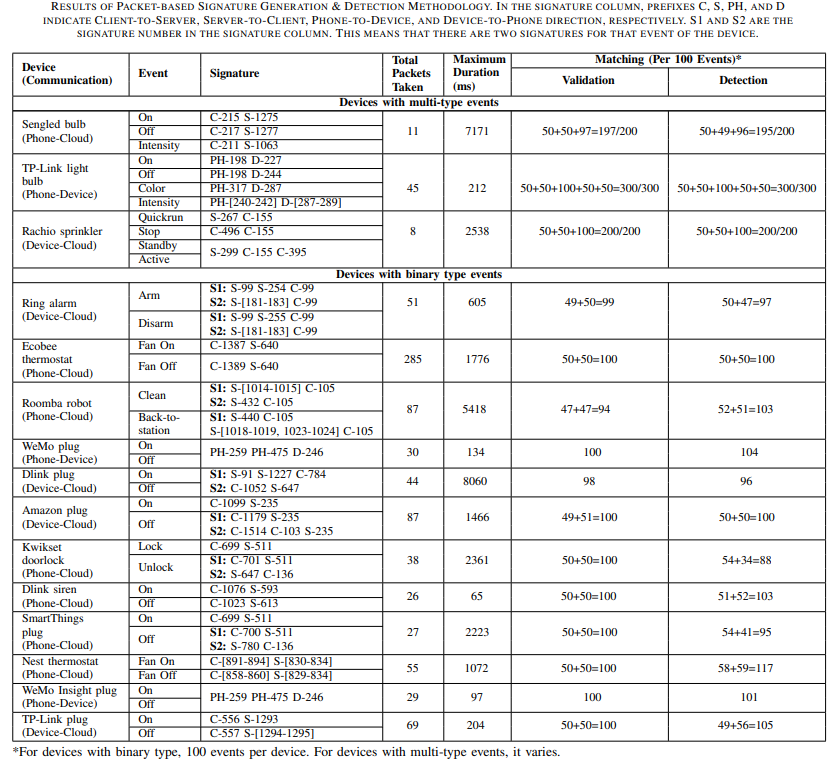 RESULTS OF PACKET-BASED SIGNATURE GENERATION & DETECTION METHODOLOGY. IN THE SIGNATURE COLUMN, PREFIXES C, S, PH, AND D
INDICATE CLIENT-TO-SERVER, SERVER-TO-CLIENT, PHONE-TO-DEVICE, AND DEVICE-TO-PHONE DIRECTION, RESPECTIVELY. S1 AND S2 ARE THE
SIGNATURE NUMBER IN THE SIGNATURE COLUMN. THIS MEANS THAT THERE ARE TWO SIGNATURES FOR THAT EVENT OF THE DEVICE.
Device
(Communication)
Event
Signature
Total
Packets
Taken
Maximum
Duration
(ms)
Matching (Per 100 Events)*
Validation
Detection
Devices with multi-type events
Sengled bulb
(Phone-Cloud)
On
C-215 S-1275
Off
C-217 S-1277
Intensity
C-211 S-1063
11
7171
50+50+97=197/200
50+49+96=195/200
TP-Link light
bulb
(Phone-Device)
On
PH-198 D-227
Off
PH-198 D-244
Color
PH-317 D-287
Intensity
PH-[240-242] D-[287-289]
45
212
50+50+100+50+50=300/300
50+50+100+50+50=300/300
Rachio sprinkler
(Device-Cloud)
Quickrun
S-267 C-155
Stop
C-496 C-155
Standby
Active
S-299 C-155 C-395
8
2538
50+50+100=200/200
50+50+100=200/200
Devices with binary type events
Ring alarm
(Device-Cloud)
Arm
S1: S-99 S-254 C-99
S2: S-[181-183] C-99
Disarm
S1: S-99 S-255 C-99
S2: S-[181-183] C-99
51
605
49+50=99
50+47=97
Ecobee
thermostat
(Phone-Cloud)
Fan On
C-1387 S-640
Fan Off
C-1389 S-640
285
1776
50+50=100
50+50=100
Roomba robot
(Phone-Cloud)
Clean
S1: S-[1014-1015] C-105
S2: S-432 C-105
Back-to-
station
S1: S-440 C-105
S-[1018-1019, 1023-1024] C-105
87
5418
47+47=94
52+51=103
WeMo plug
(Phone-Device)
On
Off
PH-259 PH-475 D-246
30
134
100
104
Dlink plug
(Device-Cloud)
On
Off
S1: S-91 S-1227 C-784
S2: C-1052 S-647
44
8060
98
96
Amazon plug
(Device-Cloud)
On
C-1099 S-235
Off
S1: C-1179 S-235
S2: C-1514 C-103 S-235
87
1466
49+51=100
50+50=100
Kwikset
doorlock
(Phone-Cloud)
Lock
C-699 S-511
Unlock
S1: C-701 S-511
S2: S-647 C-136
38
2361
50+50=100
54+34=88
Dlink siren
(Phone-Cloud)
On
C-1076 S-593
Off
C-1023 S-613
26
65
50+50=100
51+52=103
SmartThings
plug
(Phone-Cloud)
On
C-699 S-511
Off
S1: C-700 S-511
S2: S-780 C-136
27
2223
50+50=100
54+41=95
Nest thermostat
(Phone-Cloud)
Fan On
C-[891-894] S-[830-834]
Fan Off
C-[858-860] S-[829-834]
55
1072
50+50=100
58+59=117
WeMo Insight plug
(Phone-Device)
On
Off
PH-259 PH-475 D-246
29
97
100
101
TP-Link plug
(Device-Cloud)
On
C-556 S-1293
Off
C-557 S-[1294-1295]
69
204
50+50=100
49+56=105
*For devices with binary type, 100 events per device. For devices with multi-type events, it varies.